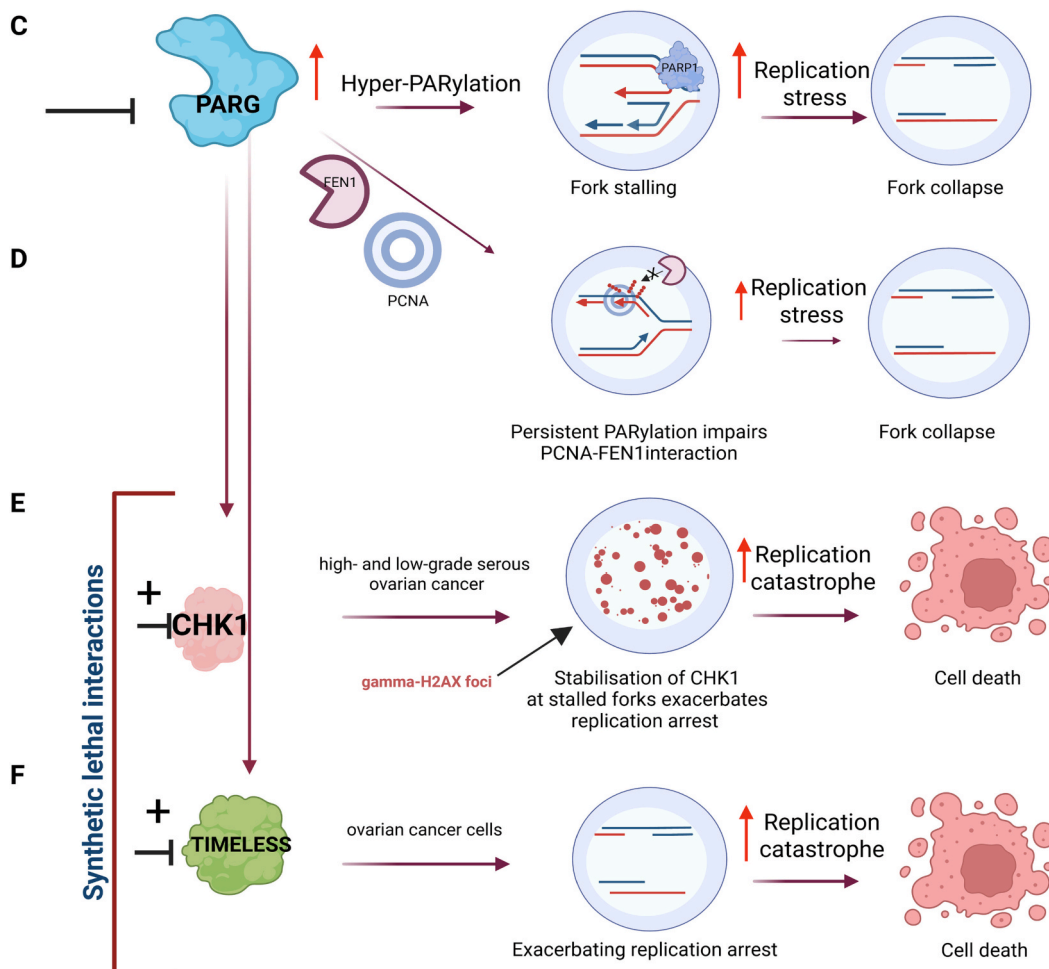 C
PARG
Hyper-PARylation
PARP1
Replication
stress
Fork stalling
Fork collapse
FEN1
PCNA
D
Replication
stress
Persistent PARylation impairs
PCNA-FEN1interaction
Fork collapse
Synthetic lethal interactions
E
+
CHK1
high- and low-grade serous
ovarian cancer
gamma-H2AX foci
Replication
catastrophe
Stabilisation of CHK1
at stalled forks exacerbates
replication arrest
Cell death
F
+
TIMELESS
ovarian cancer cells
Replication
catastrophe
Exacerbating replication arrest
Cell death